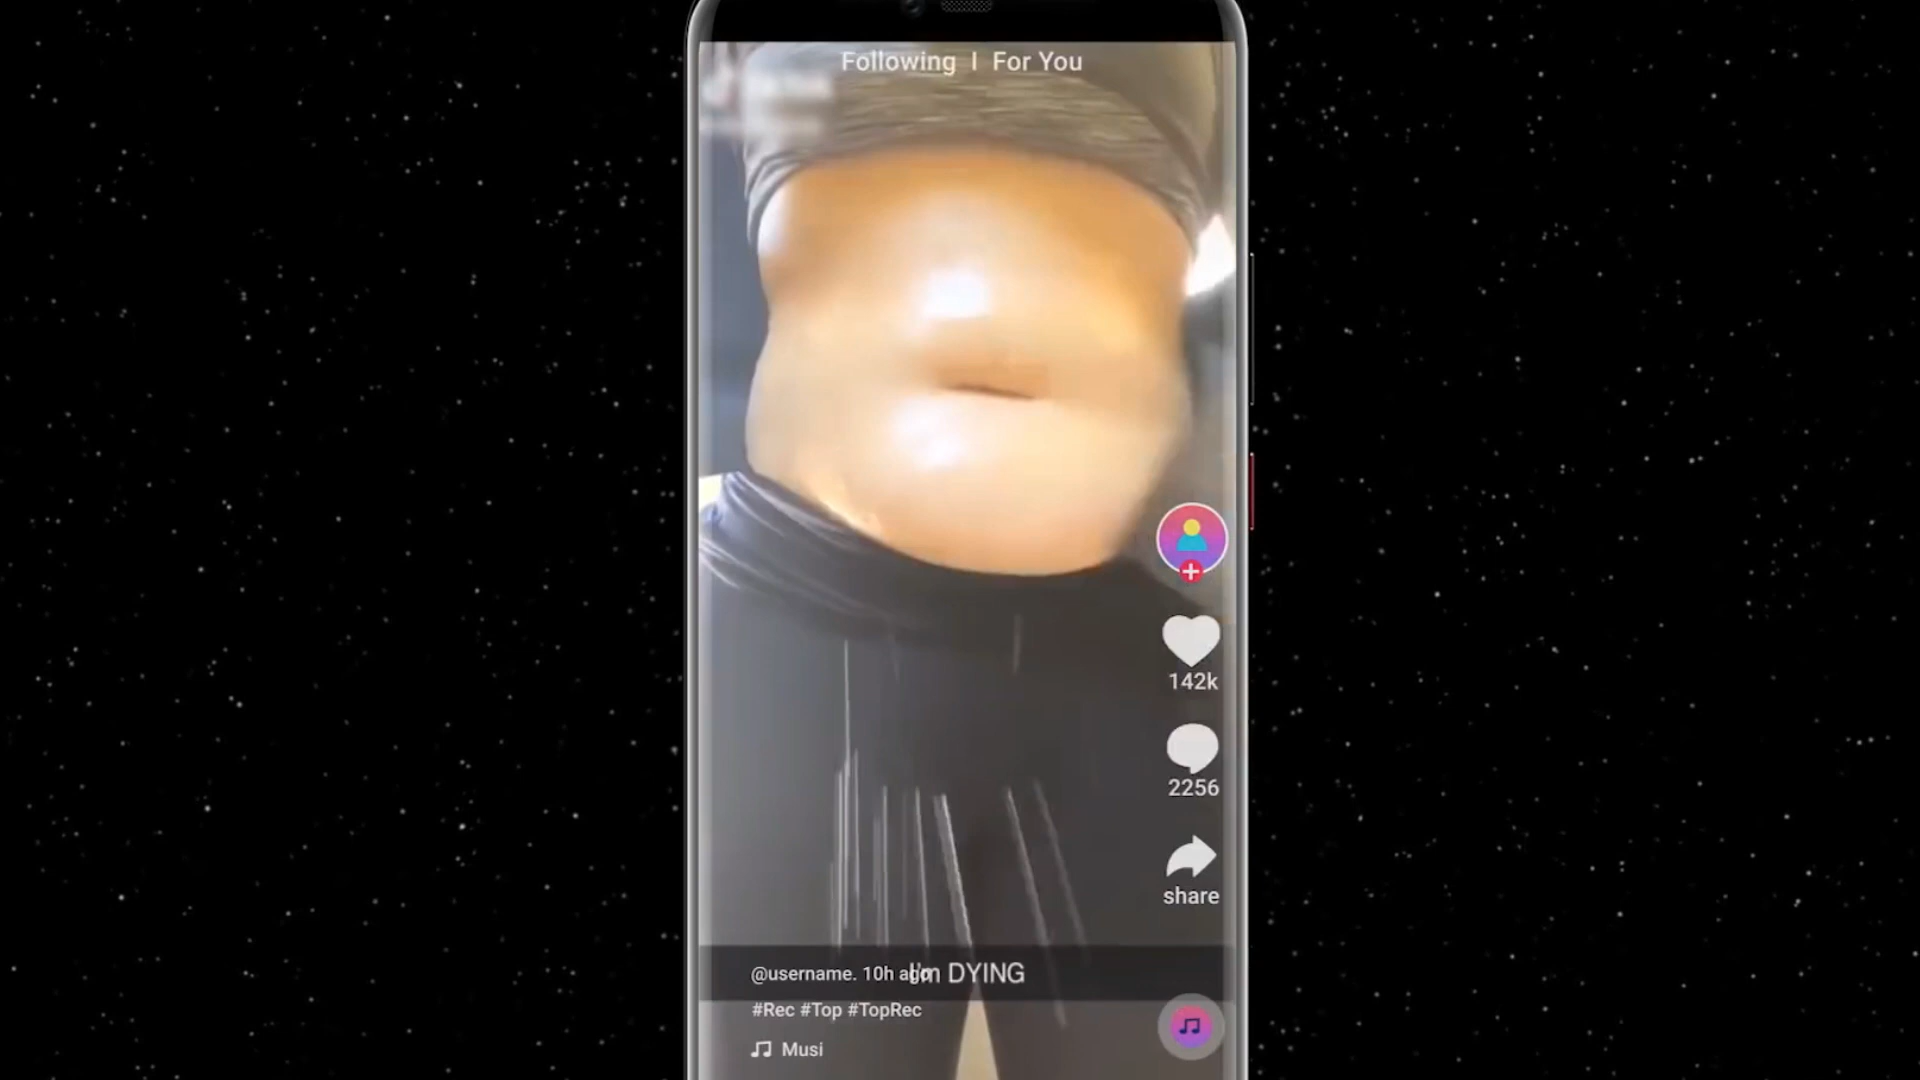 Following | For You
142k
2256
share
@username. 10h ago
I'm DYING
#Rec #Top #TopRec
Musi